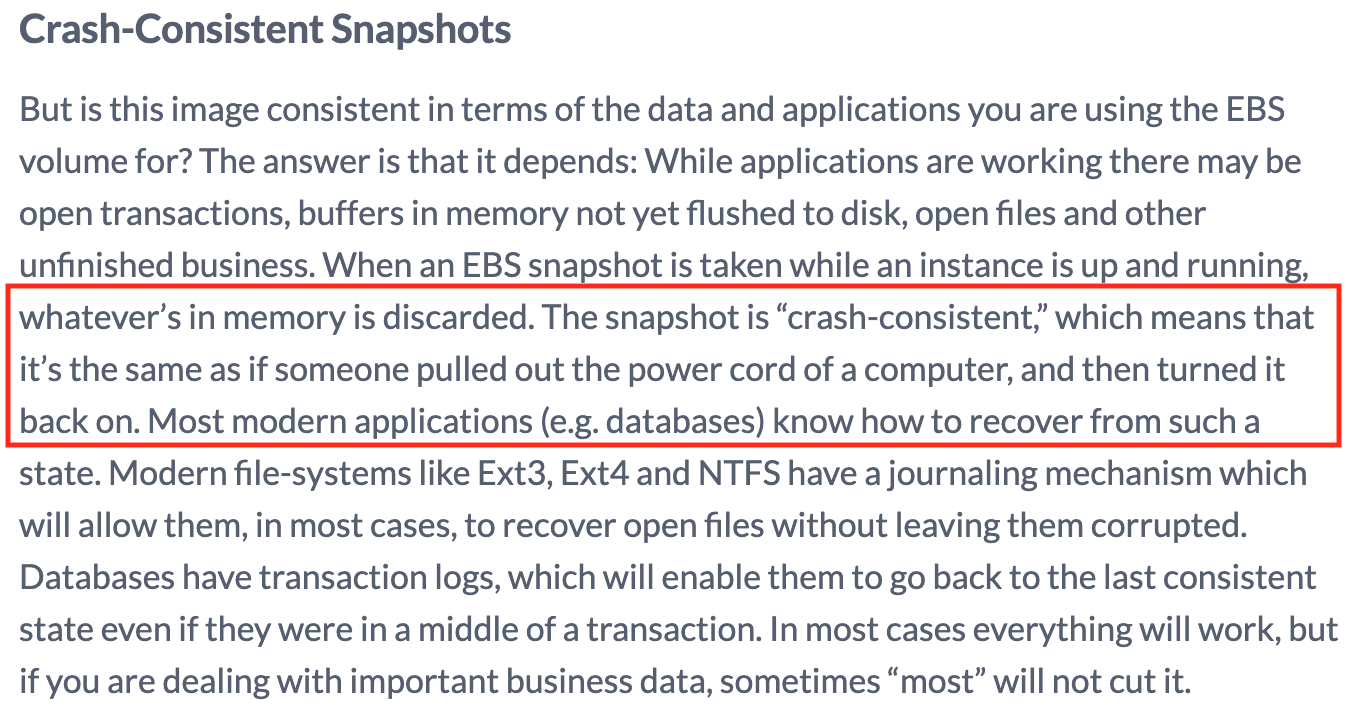 Crash-Consistent Snapshots
But is this image consistent in terms of the data and applications you are using the EBS
volume for? The answer is that it depends: While applications are working there may be
open transactions, buffers in memory not yet flushed to disk, open files and other
unfinished business. When an EBS snapshot is taken while an instance is up and running,
whatever’s in memory is discarded. The snapshot is “crash-consistent,” which means that
it’s the same as if someone pulled out the power cord of a computer, and then turned it
back on. Most modern applications (e.g. databases) know how to recover from such a
state. Modern file-systems like Ext3, Ext4 and NTFS have a journaling mechanism which
will allow them, in most cases, to recover open files without leaving them corrupted.
Databases have transaction logs, which will enable them to go back to the last consistent
state even if they were in a middle of a transaction. In most cases everything will work, but
if you are dealing with important business data, sometimes “most” will not cut it.